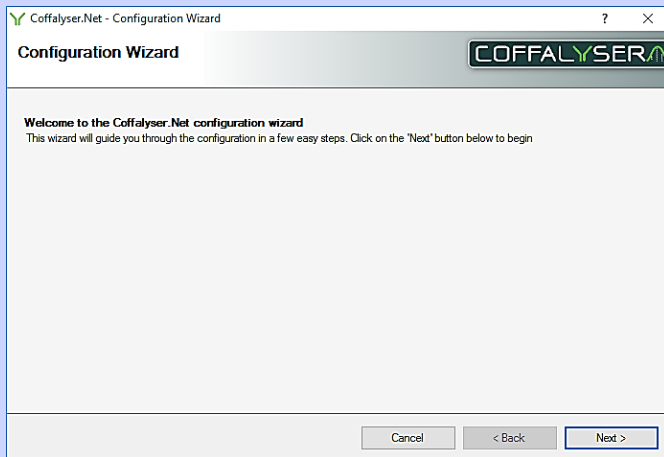 Coffalyser.Net - Configuration Wizard
?
Configuration Wizard
COFFALYSER
Welcome to the Coffalyser.Net configuration wizard
This wizard will guide you through the configuration in a few easy steps. Click on the "Next" button below to begin
Cancel
< Back
Next >